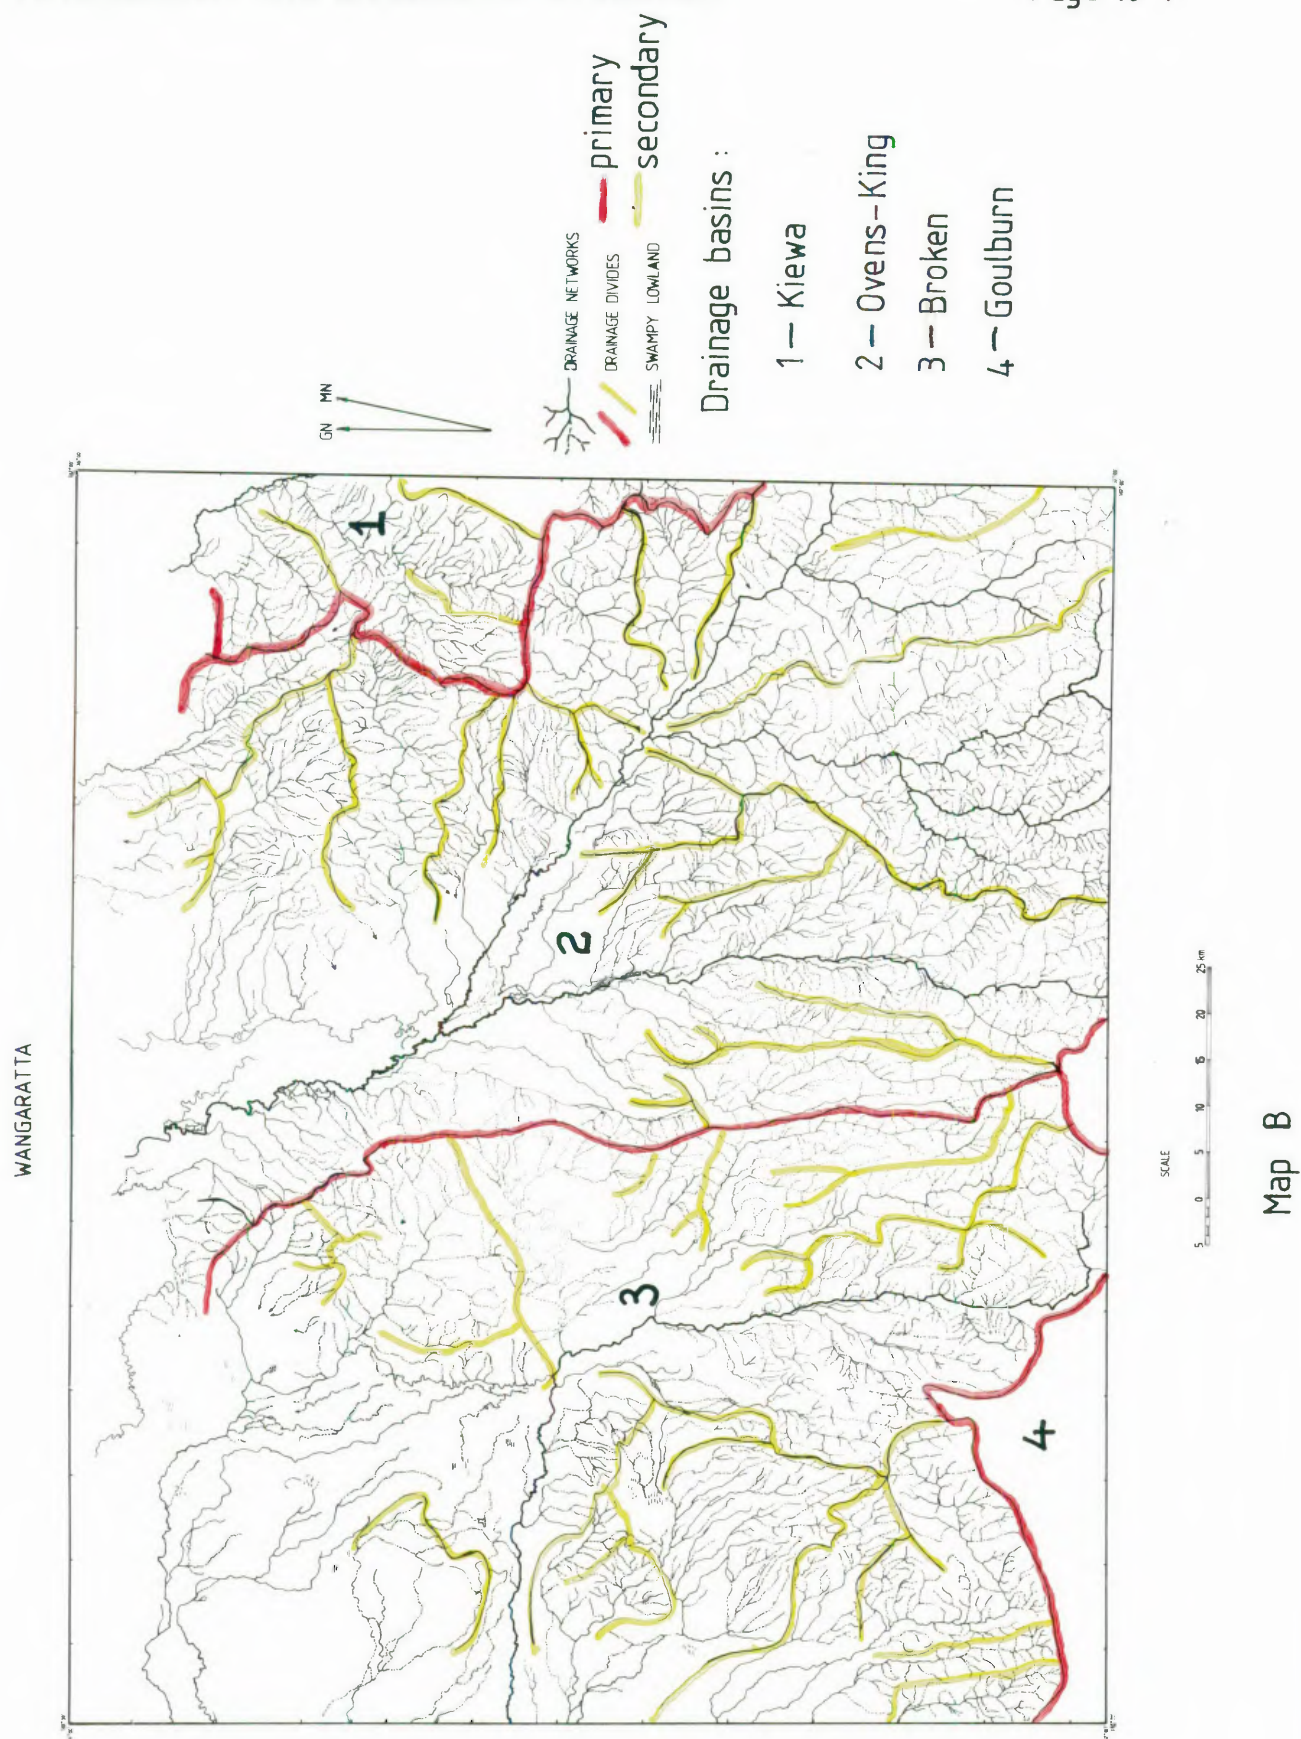 WANGARATTA
1
2
3
4
GN MN
DRAINAGE NETWORKS
DRAINAGE DIVIDES
primary
secondary
SWAMPY LOWLAND
Drainage basins :
1 — Kiewa
2 — Ovens-King
3 — Broken
4 — Goulburn
SCALE
5 0 5 10 15 20 25 km
Map B